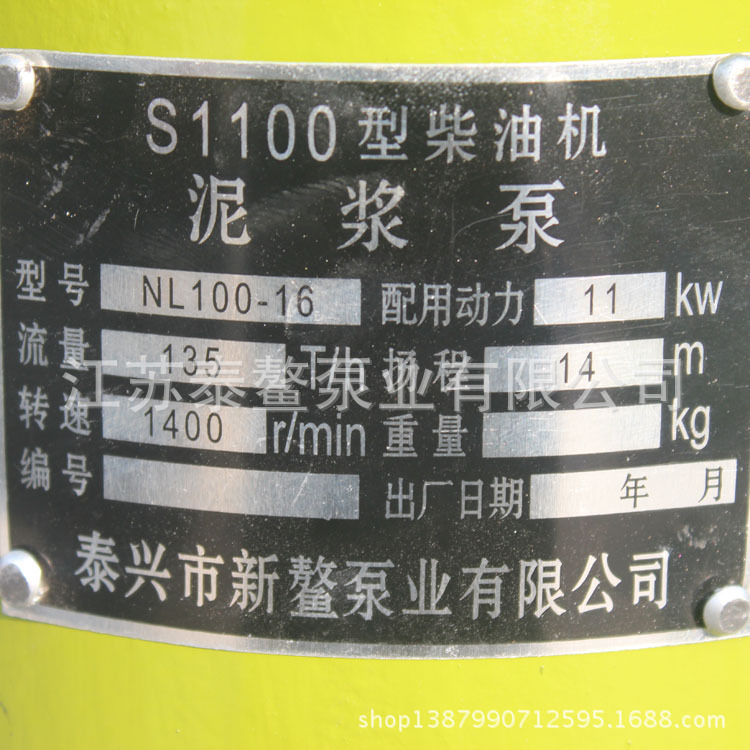 S1100型柴油机
泥浆泵
型号 NL100-16 配用动力 11 kw
流量 135 T/h 扬程 14 m
江苏泰鳌泵业有限公司
转速 1400 r/min 重量 kg
编号 出厂日期 年 月
泰兴市新鳌泵业有限公司
shop1387990712595.1688.com